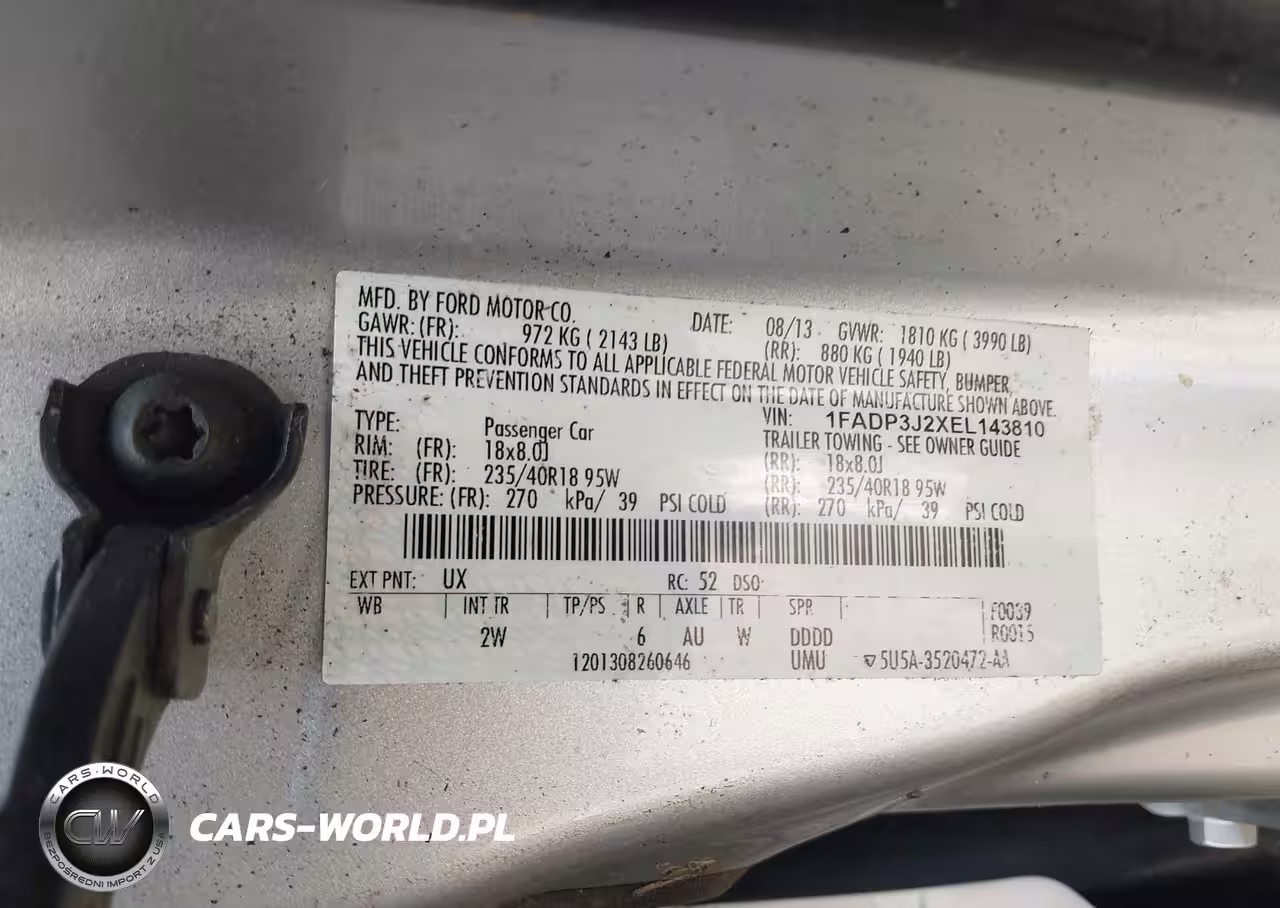 MFD. BY FORD MOTOR CO. DATE: 08/13 GVWR: 1810 KG ( 3990 LB)
GAWR: (FR): 972 KG ( 2143 LB) (RR): 880 KG ( 1940 LB)
THIS VEHICLE CONFORMS TO ALL APPLICABLE FEDERAL MOTOR VEHICLE SAFETY, BUMPER,
AND THEFT PREVENTION STANDARDS IN EFFECT ON THE DATE OF MANUFACTURE SHOWN ABOVE.
VIN: 1FADP3J2XEL143810
TYPE: Passenger Car TRAILER TOWING - SEE OWNER GUIDE
RIM: (FR): 18x8.0J (RR): 18x8.0J
TIRE: (FR): 235/40R18 95W (RR): 235/40R18 95W
PRESSURE: (FR): 270 kPa/ 39 PSI COLD (RR): 270 kPa/ 39 PSI COLD
EXT PNT: UX RC: 52 DSO:
WB INT TR TP/PS R AXLE TR SPR F0039
2W 6 AU W DDDD R0015
1201308260646 UMU ▽5U5A-3520472-AA
CARS-WORLD
CW
BEZPOŚREDNI IMPORT Z USA
CARS-WORLD.PL